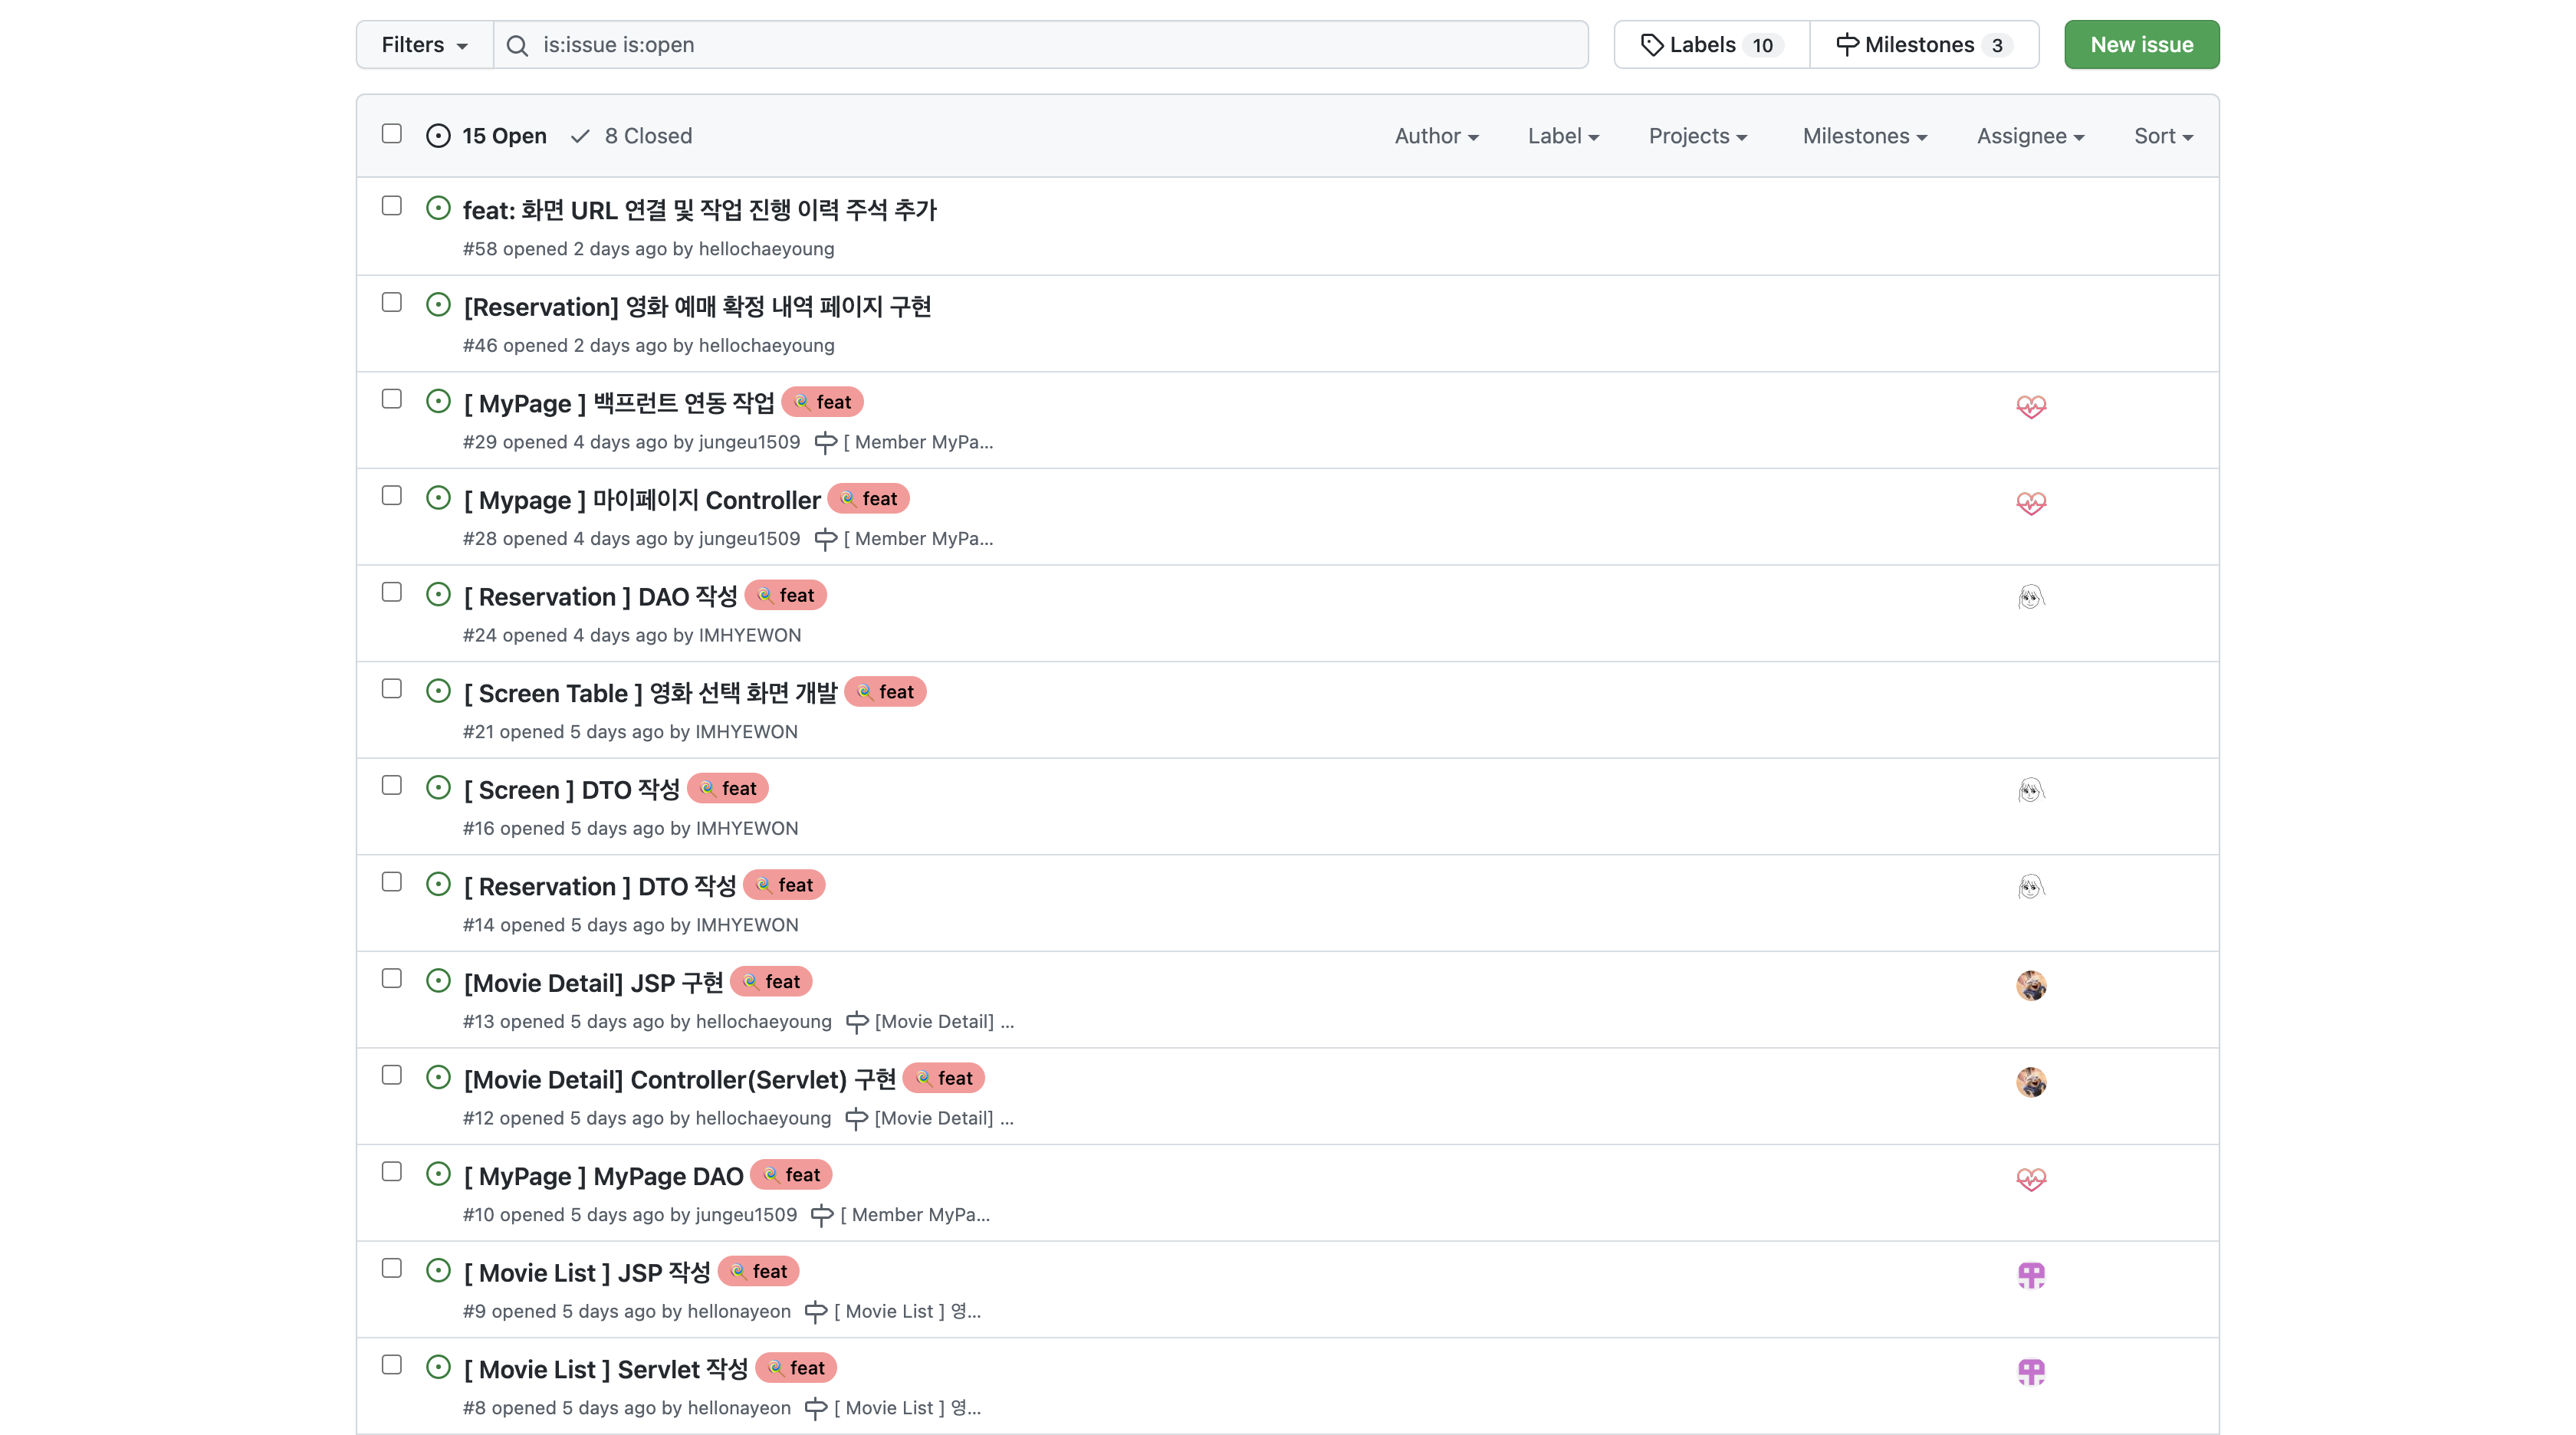 Filters is:issue is:open Labels 10 Milestones 3 New issue
15 Open 8 Closed Author Label Projects Milestones Assignee Sort
feat: 화면 URL 연결 및 작업 진행 이력 주석 추가
#58 opened 2 days ago by hellochaeyoung
[Reservation] 영화 예매 확정 내역 페이지 구현
#46 opened 2 days ago by hellochaeyoung
[ MyPage ] 백프런트 연동 작업 feat
#29 opened 4 days ago by jungeu1509 [ Member MyPa...
[ Mypage ] 마이페이지 Controller feat
#28 opened 4 days ago by jungeu1509 [ Member MyPa...
[ Reservation ] DAO 작성 feat
#24 opened 4 days ago by IMHYEWON
[ Screen Table ] 영화 선택 화면 개발 feat
#21 opened 5 days ago by IMHYEWON
[ Screen ] DTO 작성 feat
#16 opened 5 days ago by IMHYEWON
[ Reservation ] DTO 작성 feat
#14 opened 5 days ago by IMHYEWON
[Movie Detail] JSP 구현 feat
#13 opened 5 days ago by hellochaeyoung [Movie Detail] ...
[Movie Detail] Controller(Servlet) 구현 feat
#12 opened 5 days ago by hellochaeyoung [Movie Detail] ...
[ MyPage ] MyPage DAO feat
#10 opened 5 days ago by jungeu1509 [ Member MyPa...
[ Movie List ] JSP 작성 feat
#9 opened 5 days ago by hellonayeon [ Movie List ] 영...
[ Movie List ] Servlet 작성 feat
#8 opened 5 days ago by hellonayeon [ Movie List ] 영...